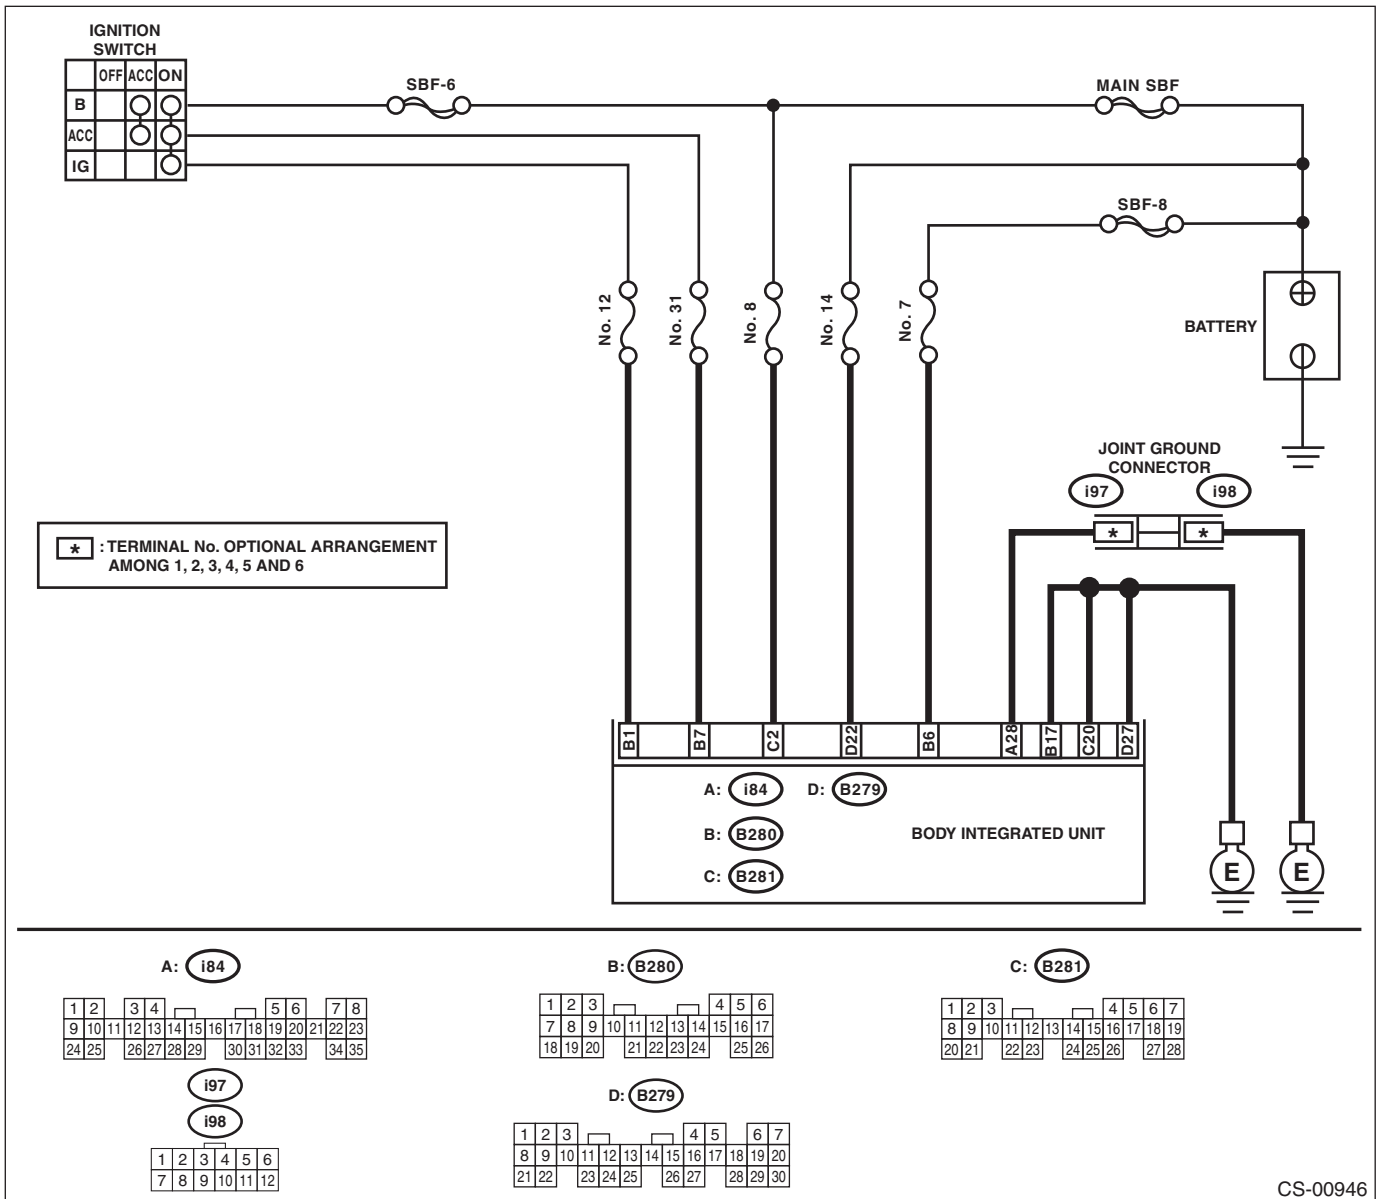 IGNITION
SWITCH
OFF ACC ON
B
ACC
IG
SBF-6
MAIN SBF
SBF-8
No. 12
No. 31
No. 8
No. 14
No. 7
BATTERY
JOINT GROUND
CONNECTOR
i97 i98
* *
* : TERMINAL No. OPTIONAL ARRANGEMENT
AMONG 1, 2, 3, 4, 5 AND 6
B1 B7 C2 D22 B6 A28 B17 C20 D27
A: i84 D: B279
B: B280
C: B281
BODY INTEGRATED UNIT
E E
A: i84
1 2 3 4 5 6 7 8
9 10 11 12 13 14 15 16 17 18 19 20 21 22 23
24 25 26 27 28 29 30 31 32 33 34 35
i97
i98
1 2 3 4 5 6
7 8 9 10 11 12
B: B280
1 2 3 4 5 6
7 8 9 10 11 12 13 14 15 16 17
18 19 20 21 22 23 24 25 26
D: B279
1 2 3 4 5 6 7
8 9 10 11 12 13 14 15 16 17 18 19 20
21 22 23 24 25 26 27 28 29 30
C: B281
1 2 3 4 5 6 7
8 9 10 11 12 13 14 15 16 17 18 19
20 21 22 23 24 25 26 27 28
CS-00946